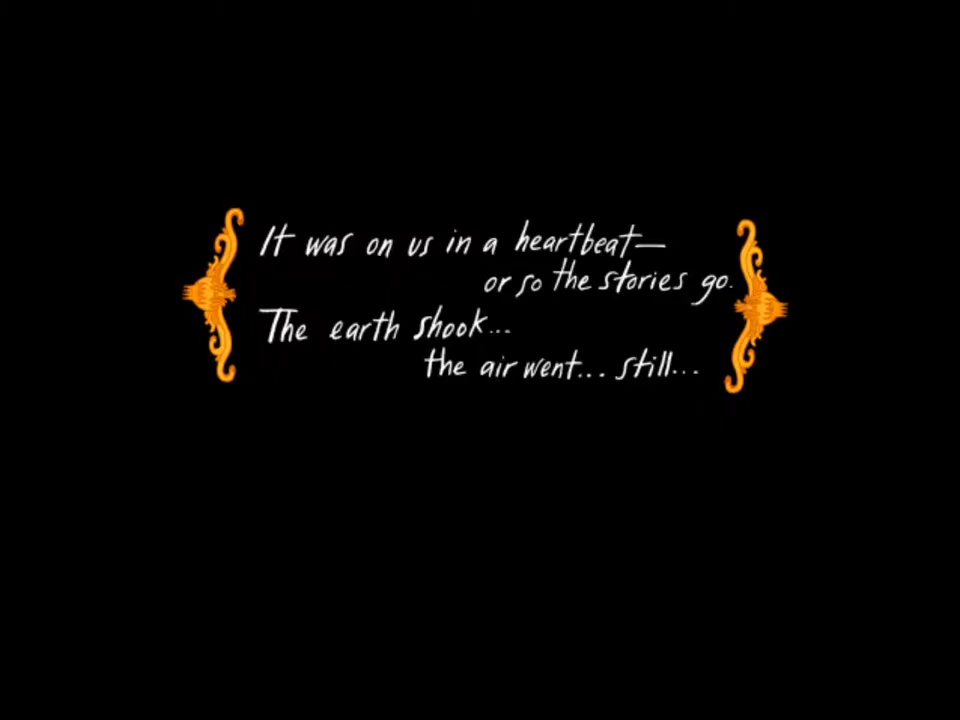 It was on us in a heartbeat—
or so the stories go.
The earth shook...
the air went... still...